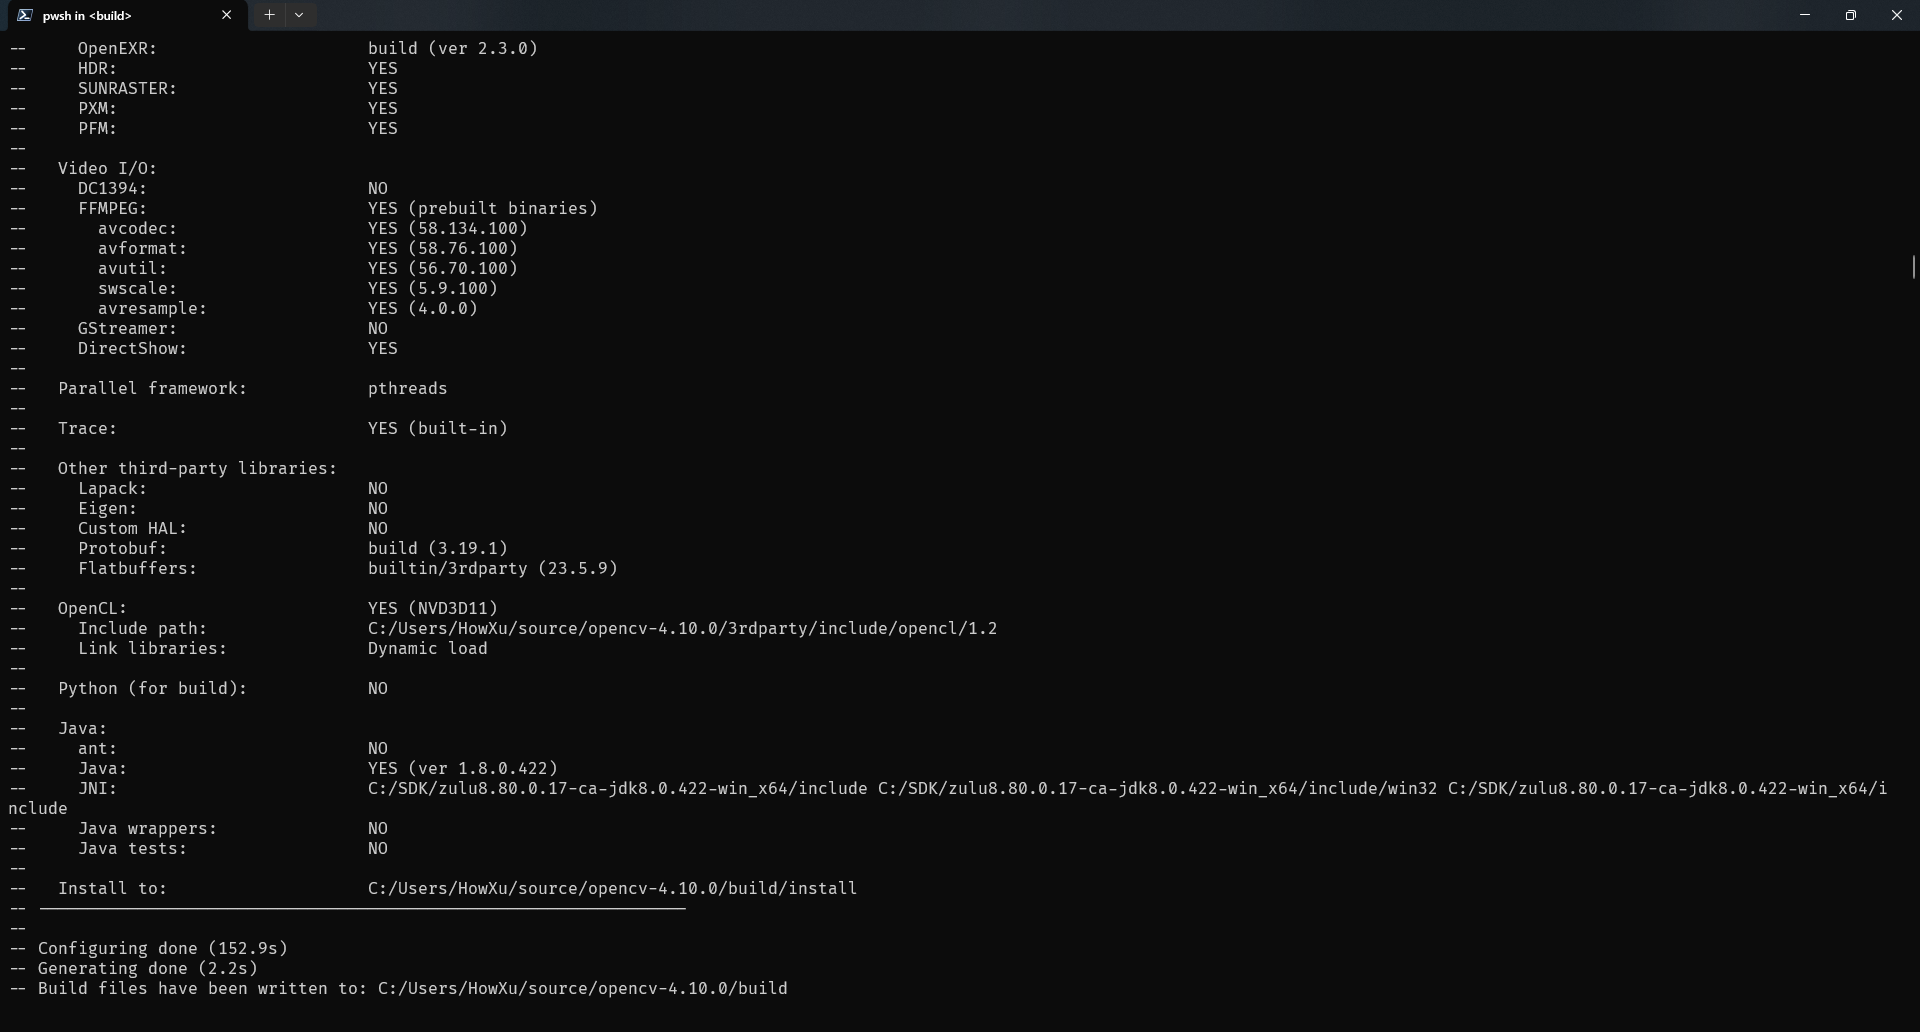 pwsh in <build>
--     OpenEXR:                     build (ver 2.3.0)
--     HDR:                         YES
--     SUNRASTER:                   YES
--     PXM:                         YES
--     PFM:                         YES
--
--   Video I/O:
--     DC1394:                      NO
--     FFMPEG:                      YES (prebuilt binaries)
--       avcodec:                   YES (58.134.100)
--       avformat:                  YES (58.76.100)
--       avutil:                    YES (56.70.100)
--       swscale:                   YES (5.9.100)
--       avresample:                YES (4.0.0)
--     GStreamer:                   NO
--     DirectShow:                  YES
--
--   Parallel framework:            pthreads
--
--   Trace:                         YES (built-in)
--
--   Other third-party libraries:
--     Lapack:                      NO
--     Eigen:                       NO
--     Custom HAL:                  NO
--     Protobuf:                    build (3.19.1)
--     Flatbuffers:                 builtin/3rdparty (23.5.9)
--
--   OpenCL:                        YES (NVD3D11)
--     Include path:                C:/Users/HowXu/source/opencv-4.10.0/3rdparty/include/opencl/1.2
--     Link libraries:              Dynamic load
--
--   Python (for build):            NO
--
--   Java:
--     ant:                         NO
--     Java:                        YES (ver 1.8.0.422)
--     JNI:                         C:/SDK/zulu8.80.0.17-ca-jdk8.0.422-win_x64/include C:/SDK/zulu8.80.0.17-ca-jdk8.0.422-win_x64/include/win32 C:/SDK/zulu8.80.0.17-ca-jdk8.0.422-win_x64/i
nclude
--     Java wrappers:               NO
--     Java tests:                  NO
--
--   Install to:                    C:/Users/HowXu/source/opencv-4.10.0/build/install
-- -----------------------------------------------------------------
--
-- Configuring done (152.9s)
-- Generating done (2.2s)
-- Build files have been written to: C:/Users/HowXu/source/opencv-4.10.0/build